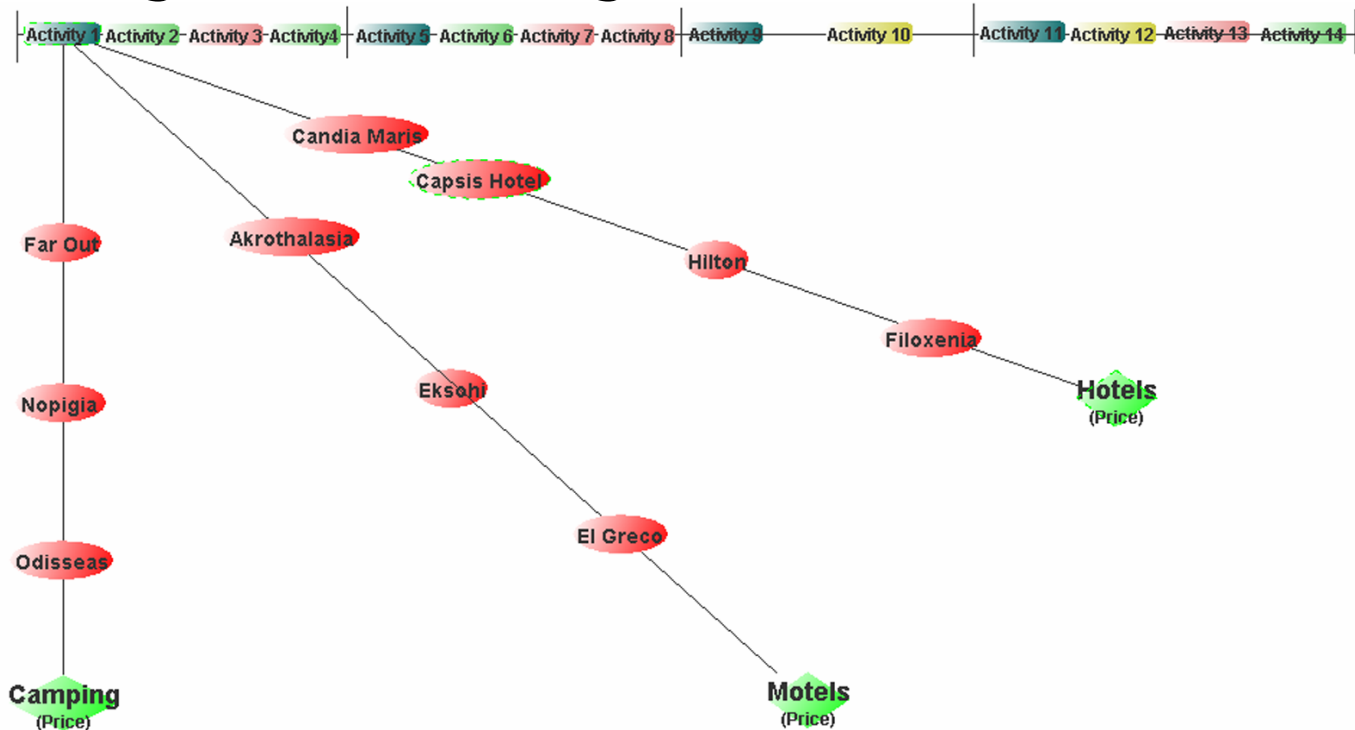 Activity 1 Activity 2 Activity 3 Activity4 Activity 5 Activity 6 Activity 7 Activity 8 Activity 9 Activity 10 Activity 11 Activity 12 Activity 13 Activity 14
Candia Maris
Capsis Hotel
Far Out
Akrothalasia
Hilton
Filoxenia
Nopigia
Eksohi
Hotels
(Price)
El Greco
Odisseas
Camping
(Price)
Motels
(Price)